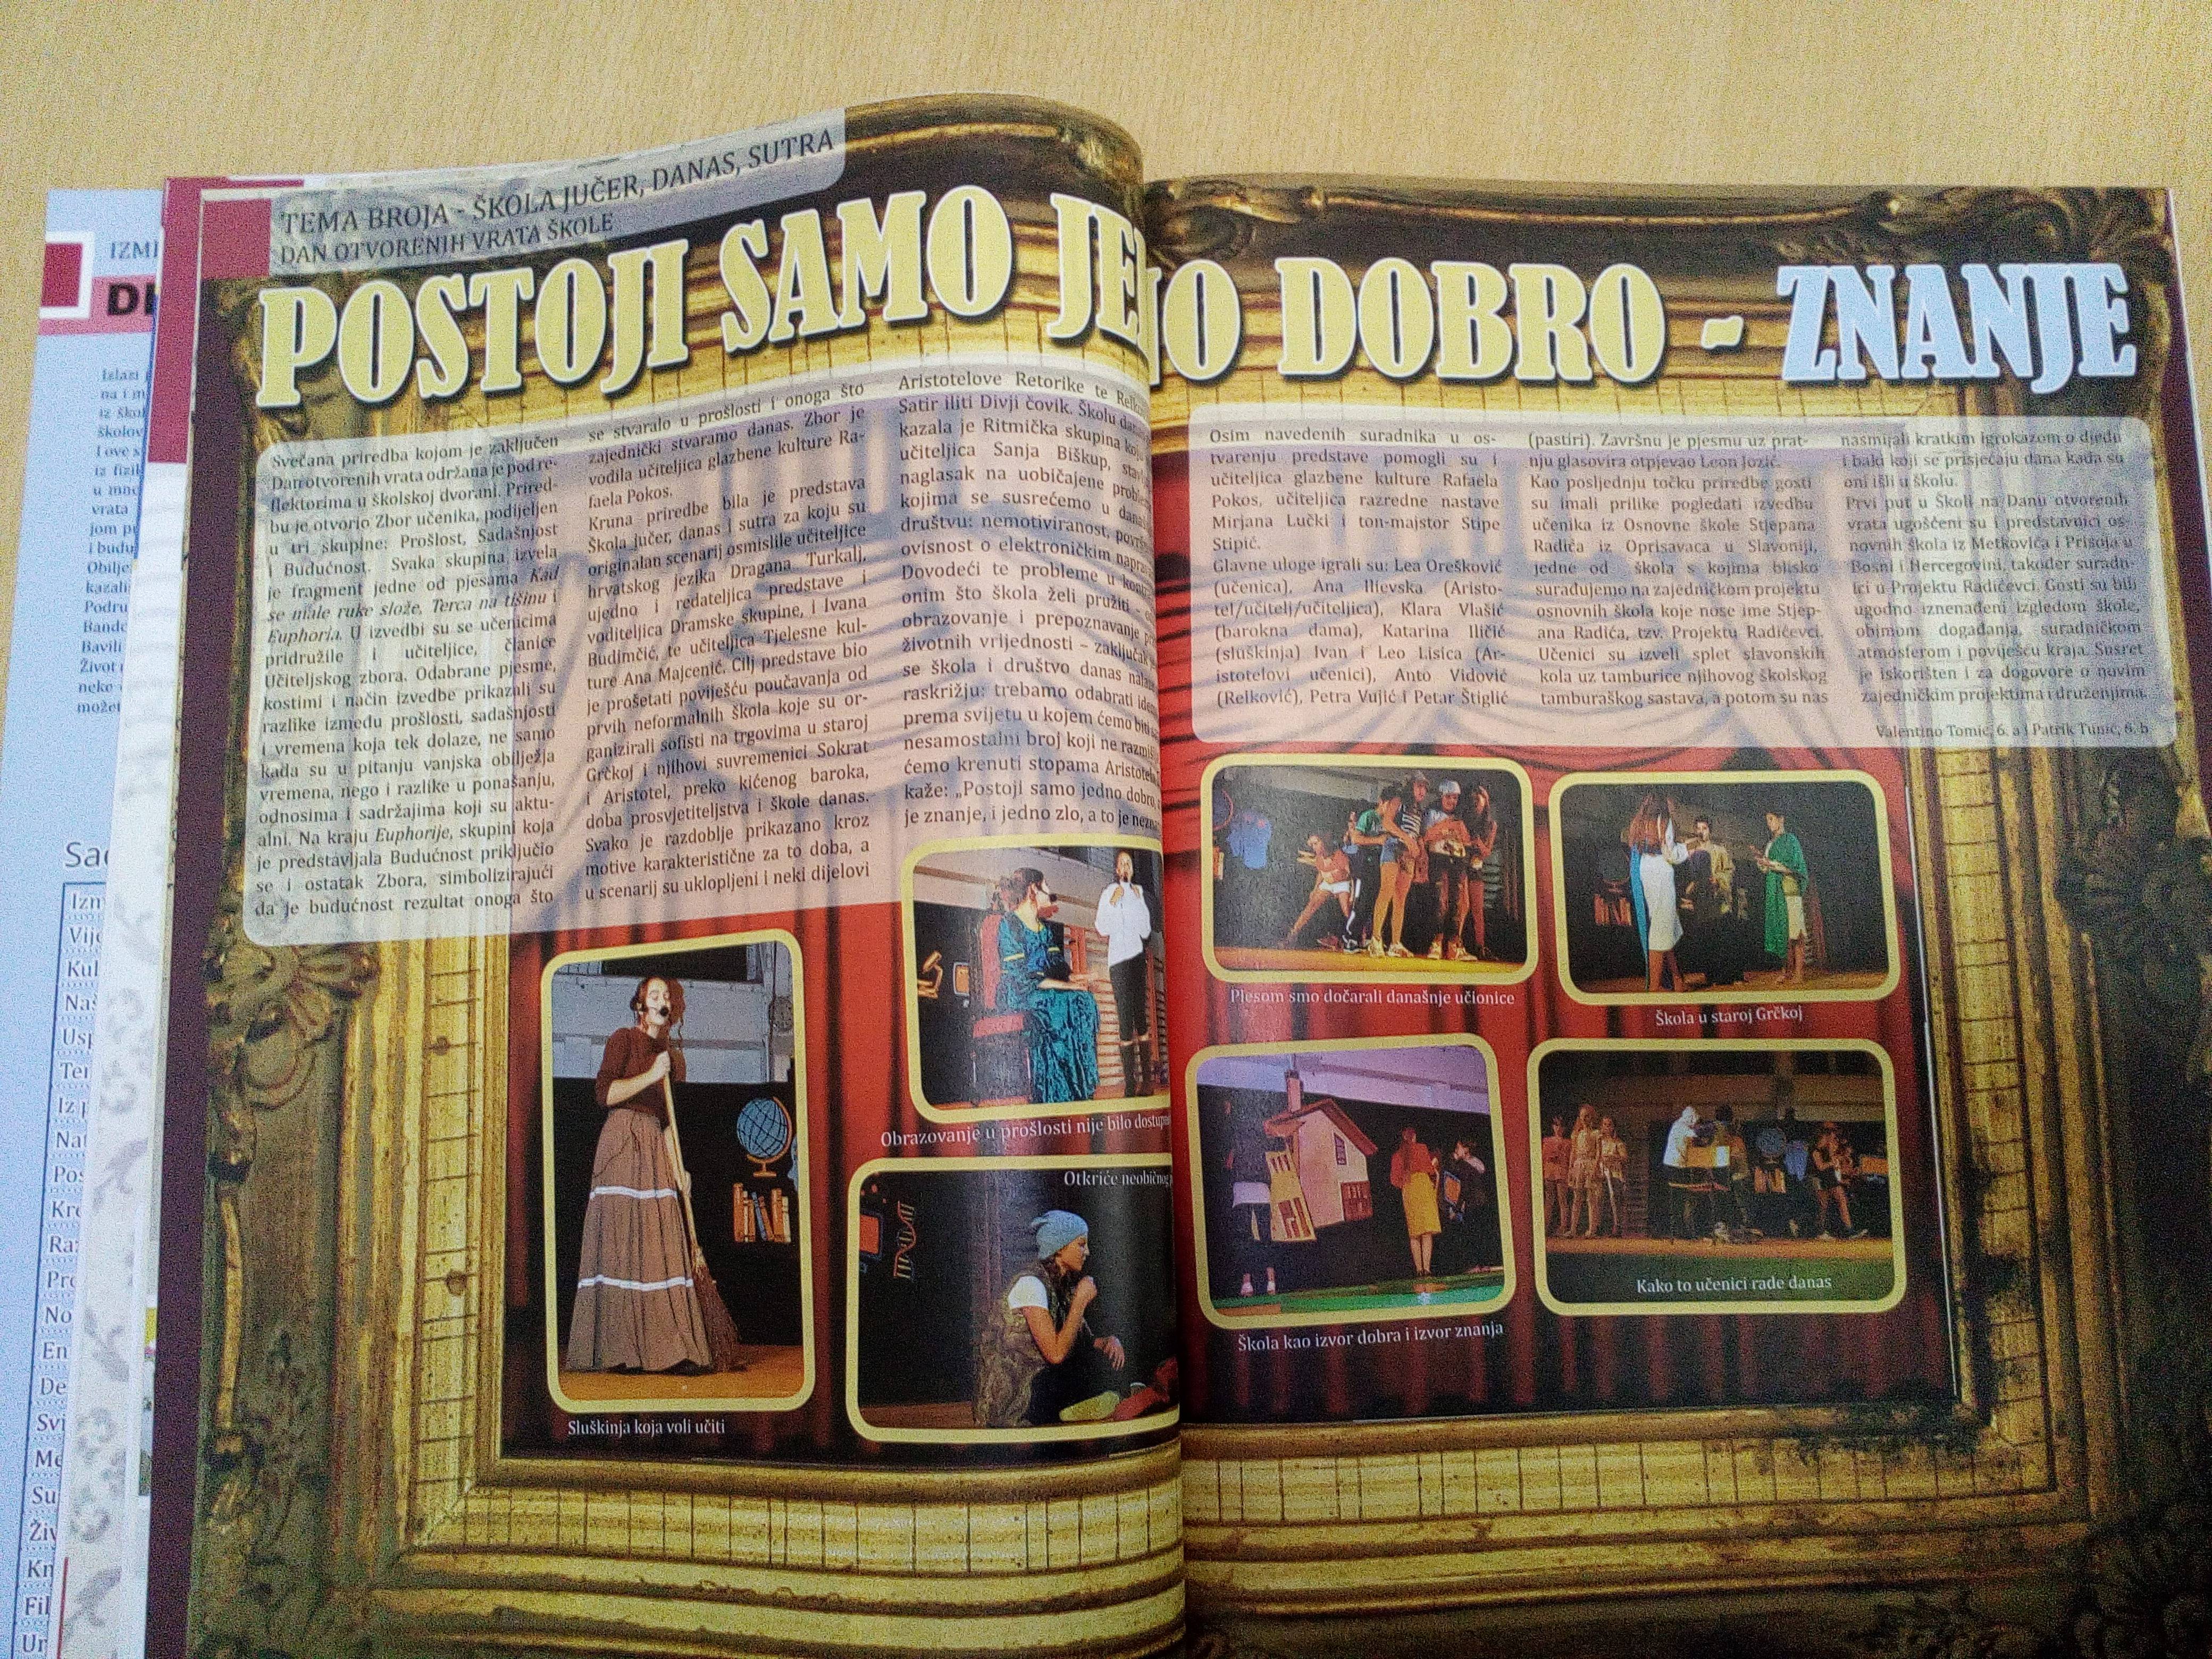 TEMA BROJA - ŠKOLA JUČER, DANAS, SUTRA
DAN OTVORENIH VRATA ŠKOLE
POSTOJI SAMO JE NO DOBRO - ZNANJE
Svečana priredba kojom je zaključen
Dan otvorenih vrata održana je pod re-
flektorima u školskoj dvorani. Prired-
bu je otvorio Zbor učenika, podijeljen
u tri skupine: Prošlost, Sadašnjost
i Budućnost. Svaka skupina izvela
je fragment jedne od pjesama Kad
se male ruke slože, Terca na tišinu i
Euphoria. U izvedbi su se učenicima
pridružile i učiteljice, članice
Učiteljskog zbora. Odabrane pjesme,
kostimi i način izvedbe prikazali su
razlike između prošlosti, sadašnjosti
i vremena koja tek dolaze, ne samo
kada su u pitanju vanjska obilježja
vremena, nego i razlike u ponašanju,
odnosima i sadržajima koji su aktu-
alni. Na kraju Euphorije, skupini koja
je predstavljala Budućnost priključio
se i ostatak Zbora, simbolizirajući
da je budućnost rezultat onoga što
se stvaralo u prošlosti i onoga što
zajednički stvaramo danas. Zbor je
vodila učiteljica glazbene kulture Ra-
faela Pokos.
Kruna priredbe bila je predstava
Škola jučer, danas i sutra za koju su
originalan scenarij osmislile učiteljice
hrvatskog jezika Dragana Turkalj,
ujedno i redateljica predstave i
voditeljica Dramske skupine, i Ivana
Budimčić, te učiteljica Tjelesne kul-
ture Ana Majcenić. Cilj predstave bio
je prošetati poviješću poučavanja od
prvih neformalnih škola koje su or-
ganizirali sofisti na trgovima u staroj
Grčkoj i njihovi suvremenici Sokrat
i Aristotel, preko kićenog baroka,
doba prosvjetiteljstva i škole danas.
Svako je razdoblje prikazano kroz
motive karakteristične za to doba, a
u scenarij su uklopljeni i neki dijelovi
Aristotelove Retorike te
Satir iliti Divji čovik. Školu
kazala je Ritmička skupina
učiteljica Sanja Biškup,
naglasak na uobičajene
kojima se susrećemo u
društvu: nemotiviranost,
ovisnost o elektroničkim
Dovodeći te probleme u
onim što škola želi pružiti –
obrazovanje i prepoznavanje
životnih vrijednosti – zaključak
se škola i društvo danas
raskrižju: trebamo odabrati
prema svijetu u kojem ćemo biti
nesamostalni broj koji ne
ćemo krenuti stopama
kaže: „Postoji samo jedno dobro,
je znanje, i jedno zlo, a to je
Osim navedenih suradnika u os-
tvarenju predstave pomogli su i
učiteljica glazbene kulture Rafaela
Pokos, učiteljica razredne nastave
Mirjana Lučki i ton-majstor Stipe
Stipić.
Glavne uloge igrali su: Lea Orešković
(učenica), Ana Ilievska (Aristo-
tel/učitelj/učiteljica), Klara Vlašić
(barokna dama), Katarina Iličić
(sluškinja) Ivan i Leo Lisica (Ar-
istotelovi učenici), Anto Vidović
(Relković), Petra Vujić i Petar Štiglić
(pastiri). Završnu je pjesmu uz prat-
nju glasovira otpjevao Leon Jozić.
Kao posljednju točku priredbe gosti
su imali prilike pogledati izvedbu
učenika iz Osnovne škole Stjepana
Radića iz Oprisavaca u Slavoniji,
jedne od škola s kojima blisko
surađujemo na zajedničkom projektu
osnovnih škola koje nose ime Stjep-
ana Radića, tzv. Projektu Radićevci.
Učenici su izveli splet slavonskih
kola uz tamburice njihovog školskog
tamburaškog sastava, a potom su nas
nasmijali kratkim igrokazom o djedu
i baki koji se prisjećaju dana kada su
oni išli u školu.
Prvi put u Školi na Danu otvorenih
vrata ugošćeni su i predstavnici os-
novnih škola iz Metkovića i Prisoja u
Bosni i Hercegovini, također suradn-
ici u Projektu Radićevci. Gosti su bili
ugodno iznenađeni izgledom škole,
obimom događanja, suradničkom
atmosferom i poviješću kraja. Susret
je iskorišten i za dogovore o novim
zajedničkim projektima i druženjima.
Valentino Tomić, 6. a i Patrik Tunić, 6. b
Sluškinja koja voli učiti
Obrazovanje u prošlosti nije bilo
Otkriće
Plesom smo dočarali današnje učionice
Škola u staroj Grčkoj
Škola kao izvor dobra i izvor znanja
Kako to učenici rade danas